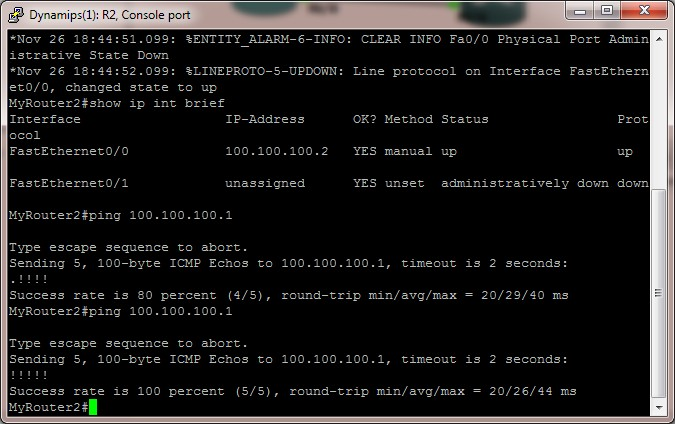 Dynamips(1): R2, Console port
*Nov 26 18:44:51.099: %ENTITY_ALARM-6-INFO: CLEAR INFO Fa0/0 Physical Port Admin
istrative State Down
*Nov 26 18:44:52.099: %LINEPROTO-5-UPDOWN: Line protocol on Interface FastEthern
et0/0, changed state to up
MyRouter2#show ip int brief
Interface IP-Address OK? Method Status Prot
ocol
FastEthernet0/0 100.100.100.2 YES manual up up
FastEthernet0/1 unassigned YES unset administratively down down
MyRouter2#ping 100.100.100.1
Type escape sequence to abort.
Sending 5, 100-byte ICMP Echos to 100.100.100.1, timeout is 2 seconds:
.!!!!
Success rate is 80 percent (4/5), round-trip min/avg/max = 20/29/40 ms
MyRouter2#ping 100.100.100.1
Type escape sequence to abort.
Sending 5, 100-byte ICMP Echos to 100.100.100.1, timeout is 2 seconds:
!!!!!
Success rate is 100 percent (5/5), round-trip min/avg/max = 20/26/44 ms
MyRouter2#